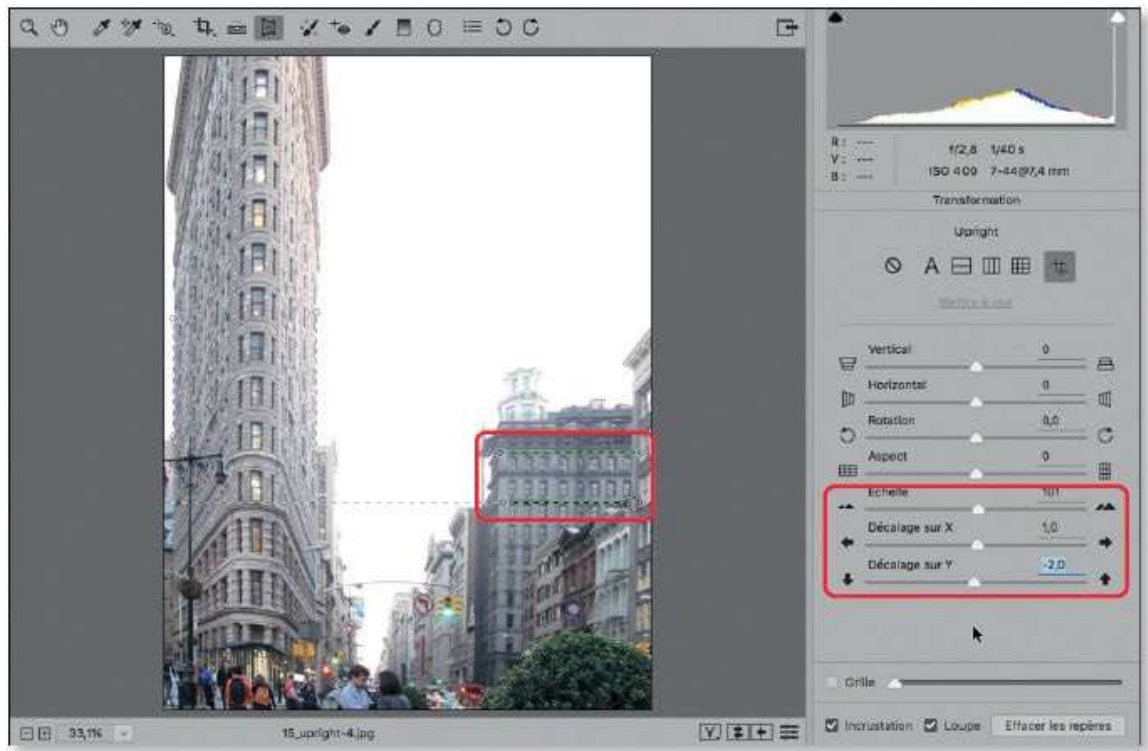 R : ---
V : ---
B : ---
f/2,8 1/40 s
ISO 400 7-44@7,4 mm
Transformation
Upright
A
Mettre à jour
Vertical 0
Horizontal 0
Rotation 0,0
Aspect 0
Echelle 101
Décalage sur X 1,0
Décalage sur Y -2,0
Grille
Incrustation Loupe Effacer les repères
33,1% 15_upright-4.jpg Y